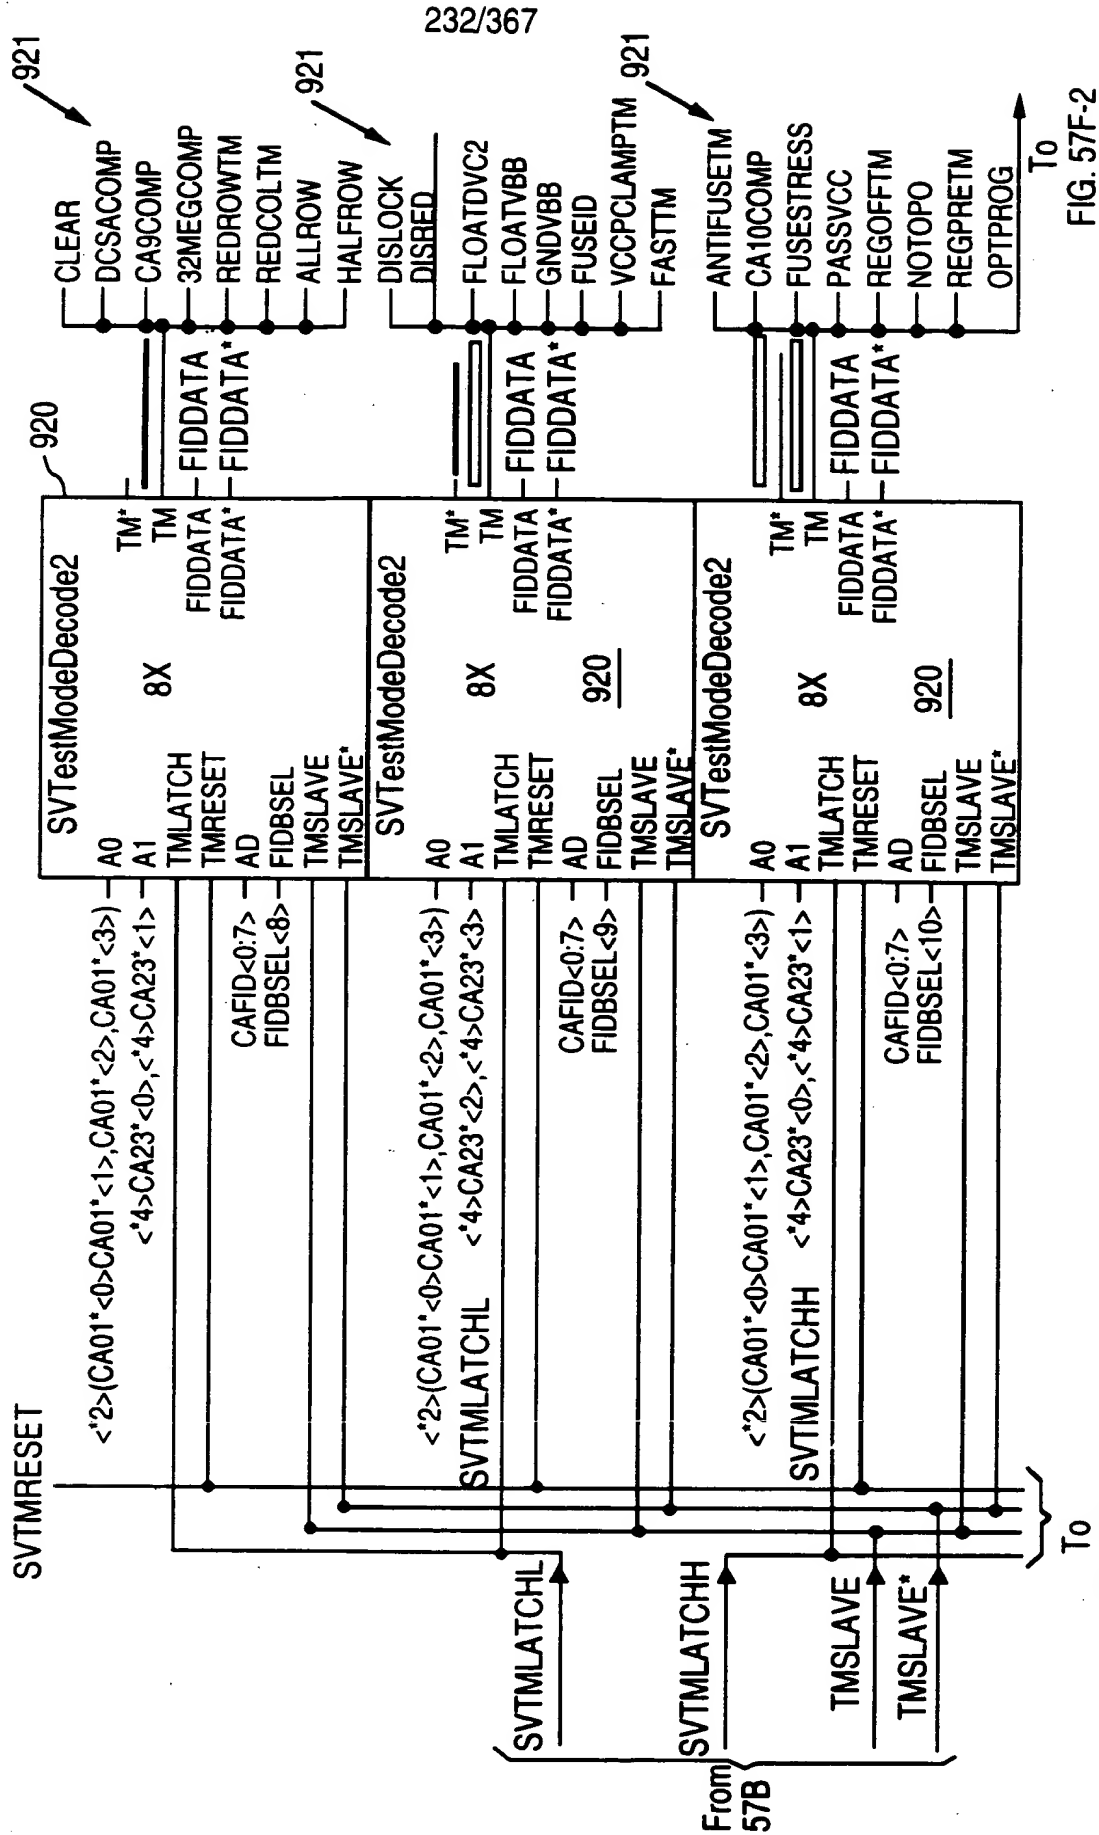 232/367
SVTMRESET
<*2>(CA01*<0>CA01*<1>,CA01*<2>,CA01*<3>)
<*4>CA23*<0>,<*4>CA23*<1>
CAFID<0:7>
FIDBSEL<8>
SVTestModeDecode2
920
A0
A1
TMLATCH
TMRESET
AD
FIDBSEL
TMSLAVE
TMSLAVE*
8X
TM*
TM
FIDDATA
FIDDATA*
FIDDATA
FIDDATA*
921
CLEAR
DCSACOMP
CA9COMP
32MEGCOMP
REDROWTM
REDCOLTM
ALLROW
HALFROW
<*2>(CA01*<0>CA01*<1>,CA01*<2>,CA01*<3>)
SVTMLATCHL
<*4>CA23*<2>,<*4>CA23*<3>
CAFID<0:7>
FIDBSEL<9>
SVTestModeDecode2
A0
A1
TMLATCH
TMRESET
AD
FIDBSEL
TMSLAVE
TMSLAVE*
8X
920
TM*
TM
FIDDATA
FIDDATA*
FIDDATA
FIDDATA*
921
DISLOCK
DISRED
FLOATDVC2
FLOATVBB
GNDVBB
FUSEID
VCCPCLAMPTM
FASTTM
<*2>(CA01*<0>CA01*<1>,CA01*<2>,CA01*<3>)
SVTMLATCHH
<*4>CA23*<0>,<*4>CA23*<1>
CAFID<0:7>
FIDBSEL<10>
SVTestModeDecode2
A0
A1
TMLATCH
TMRESET
AD
FIDBSEL
TMSLAVE
TMSLAVE*
8X
920
TM*
TM
FIDDATA
FIDDATA*
FIDDATA
FIDDATA*
921
ANTIFUSETM
CA10COMP
FUSESTRESS
PASSVCC
REGOFFTM
NOTOPO
REGPRETM
OPTPROG
SVTMLATCHL
SVTMLATCHH
TMSLAVE
TMSLAVE*
From
57B
To
To
FIG. 57F-2